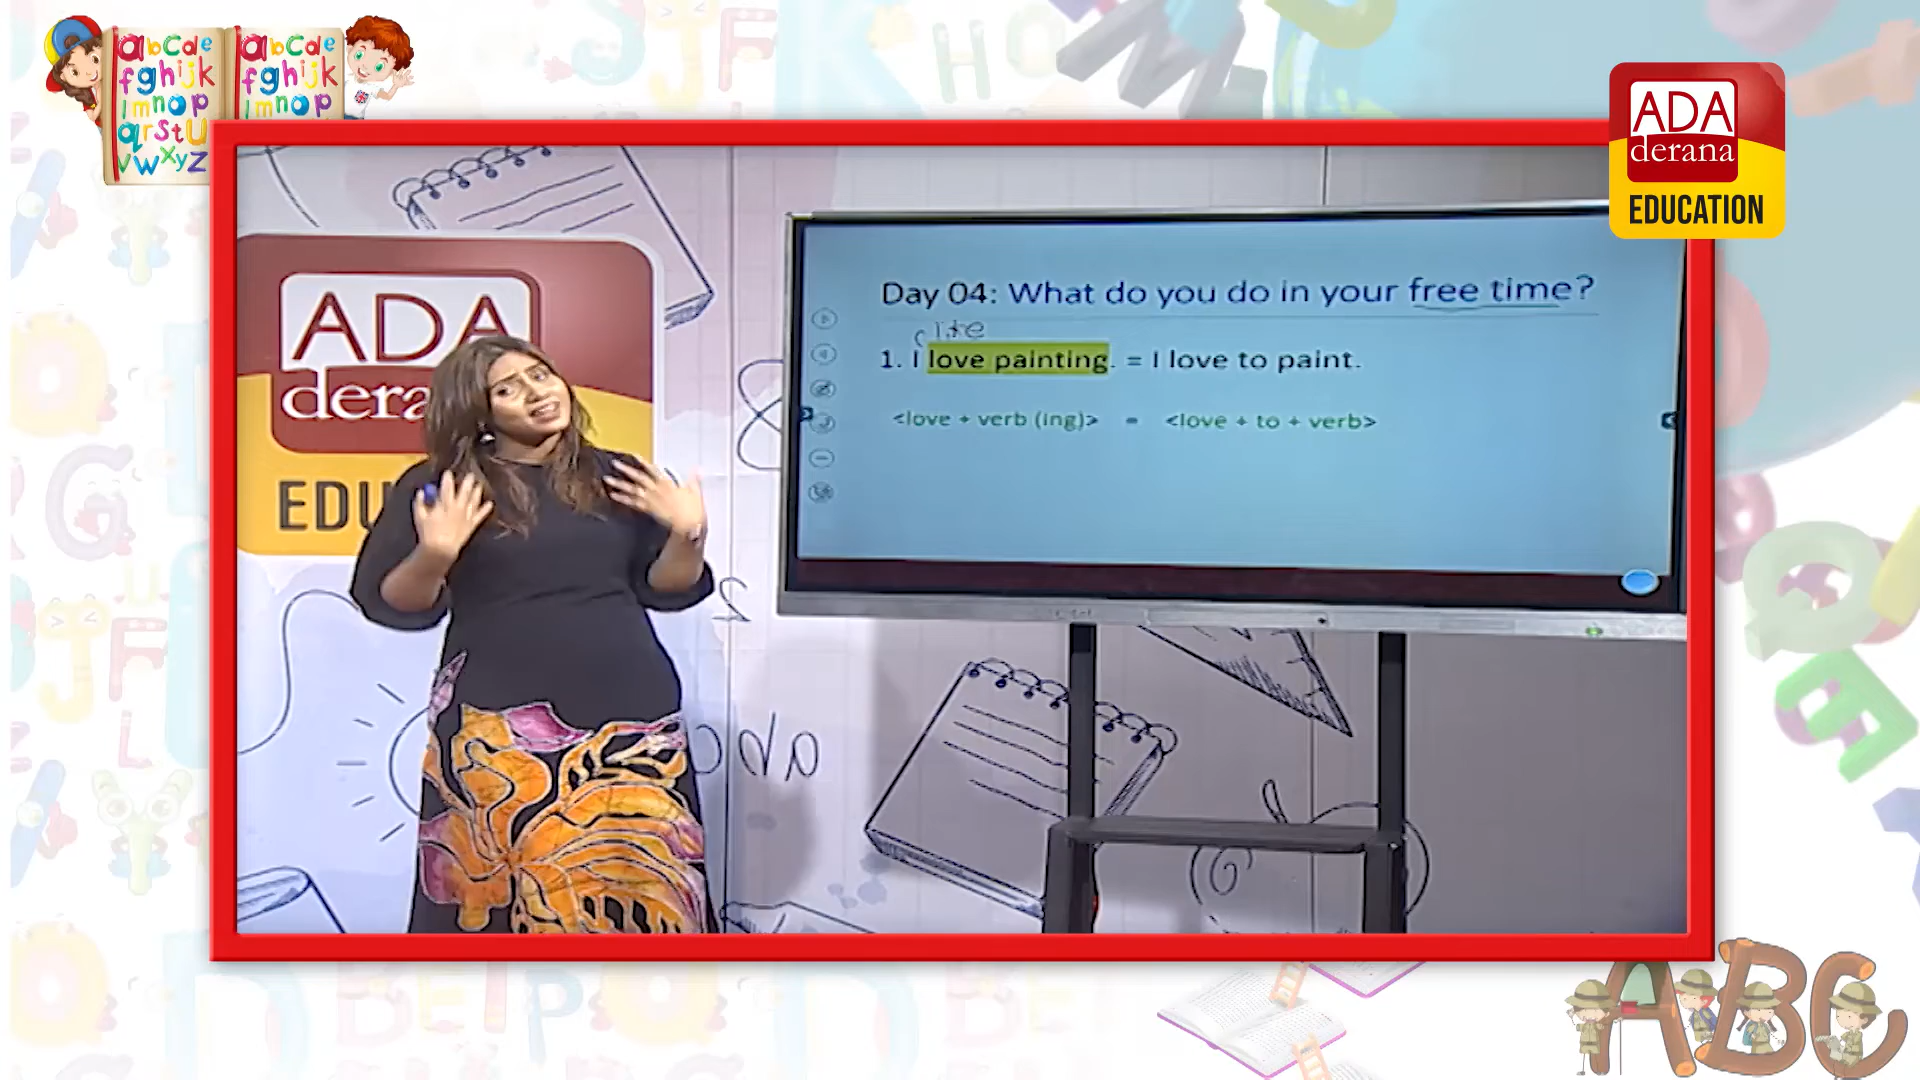 abcde
fghijk
lmnop
qrstu
vwxyz
abcde
fghijk
lmnop
ADA
derana
EDUCATION
ADA
dera
EDU
Day 04: What do you do in your free time?
like
1. I love painting. = I love to paint.
<love + verb (ing)> = <love + to + verb>
ABC